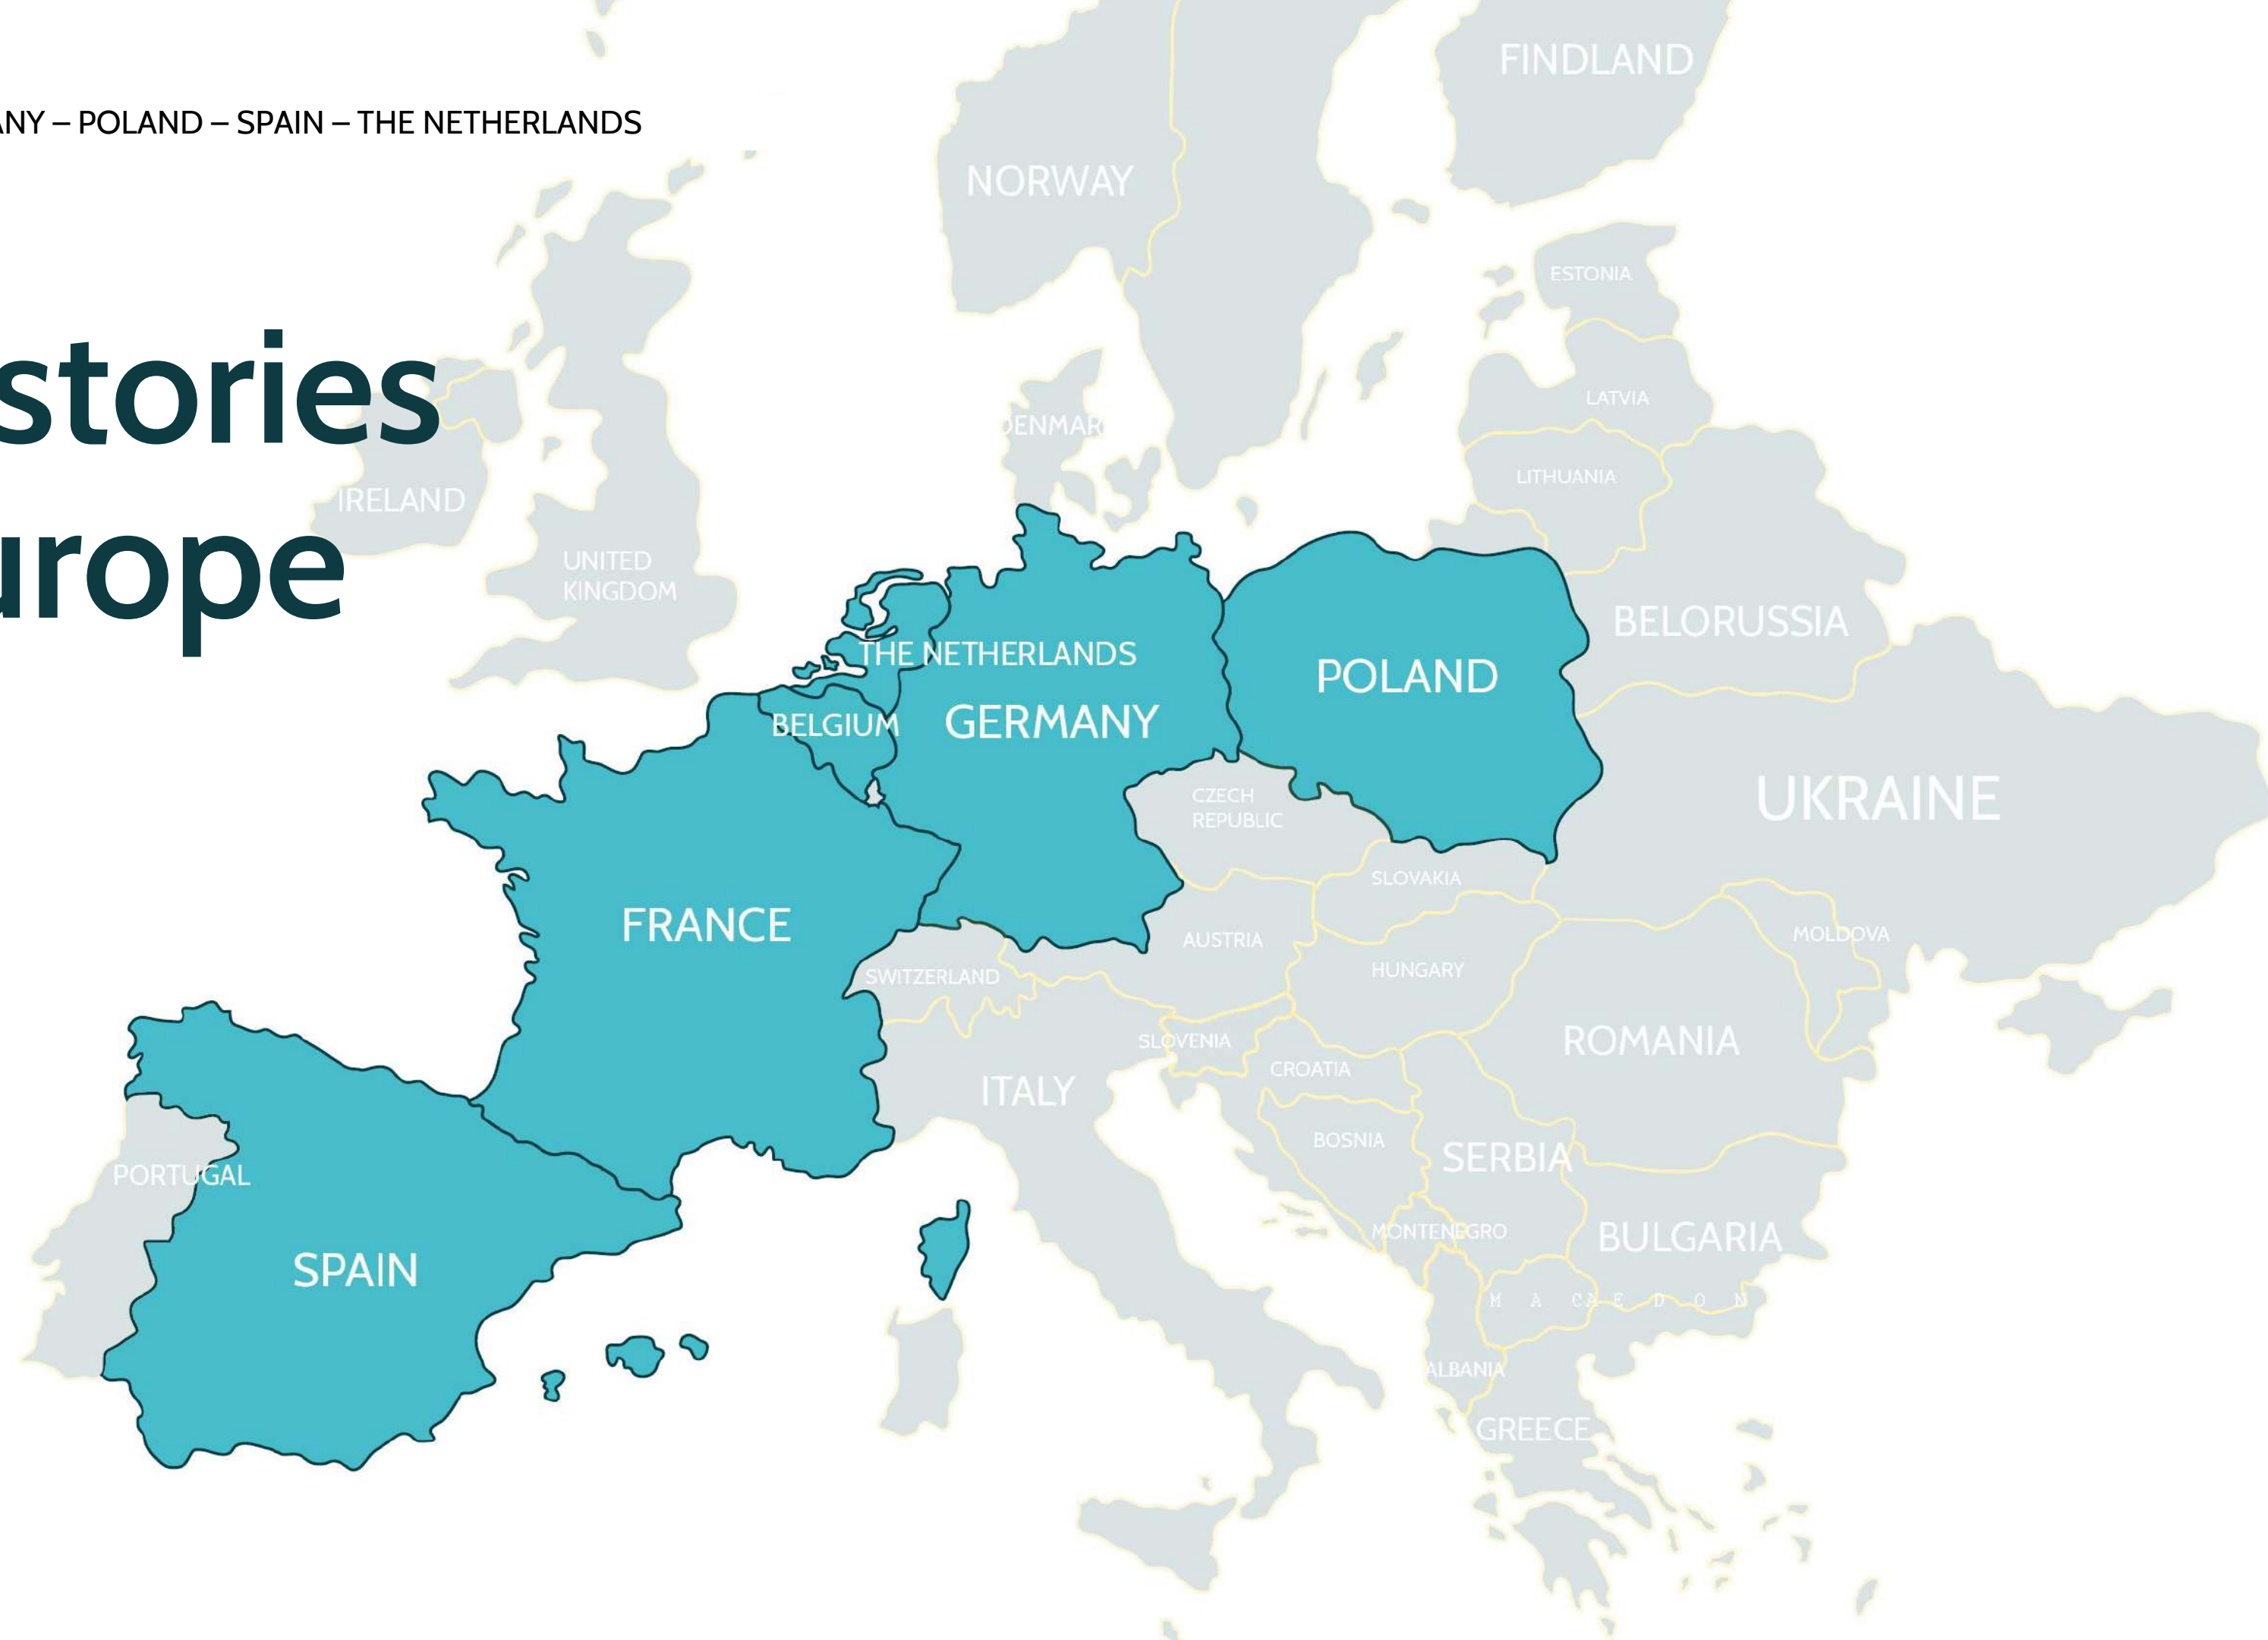 NY – POLAND – SPAIN – THE NETHERLANDS
stories
urope
FINDLAND
NORWAY
ESTONIA
LATVIA
DENMAR
LITHUANIA
IRELAND
UNITED
KINGDOM
BELORUSSIA
THE NETHERLANDS
POLAND
BELGIUM
GERMANY
UKRAINE
CZECH
REPUBLIC
SLOVAKIA
FRANCE
AUSTRIA
MOLDOVA
SWITZERLAND
HUNGARY
SLOVENIA
ROMANIA
CROATIA
ITALY
BOSNIA
SERBIA
PORTUGAL
MONTENEGRO
BULGARIA
SPAIN
M A CA E D O N
ALBANIA
GREECE